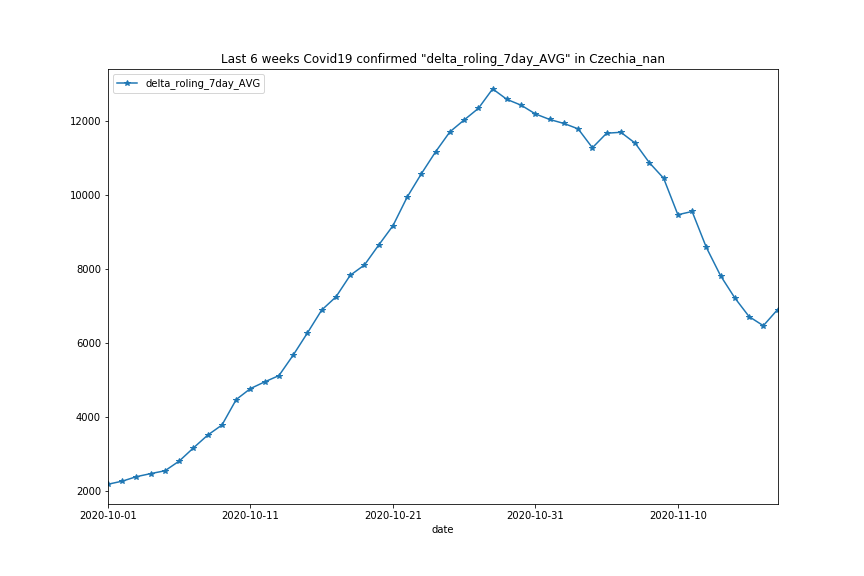 Last 6 weeks Covid19 confirmed "delta_roling_7day_AVG" in Czechia_nan
delta_roling_7day_AVG
12000
10000
8000
6000
4000
2000
2020-10-01 2020-10-11 2020-10-21 2020-10-31 2020-11-10
date